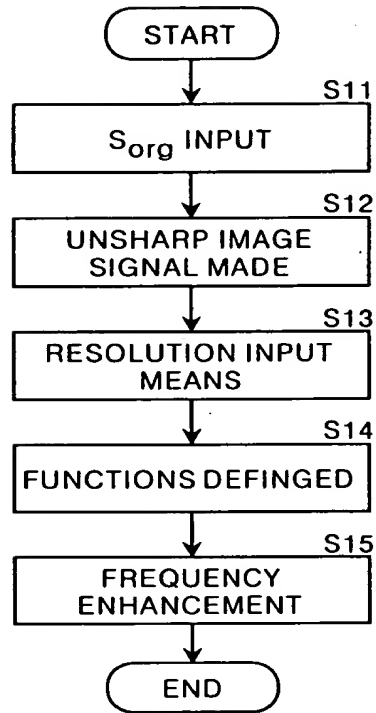 START
S11
Sorg INPUT
S12
UNSHARP IMAGE
SIGNAL MADE
S13
RESOLUTION INPUT
MEANS
S14
FUNCTIONS DEFINGED
S15
FREQUENCY
ENHANCEMENT
END